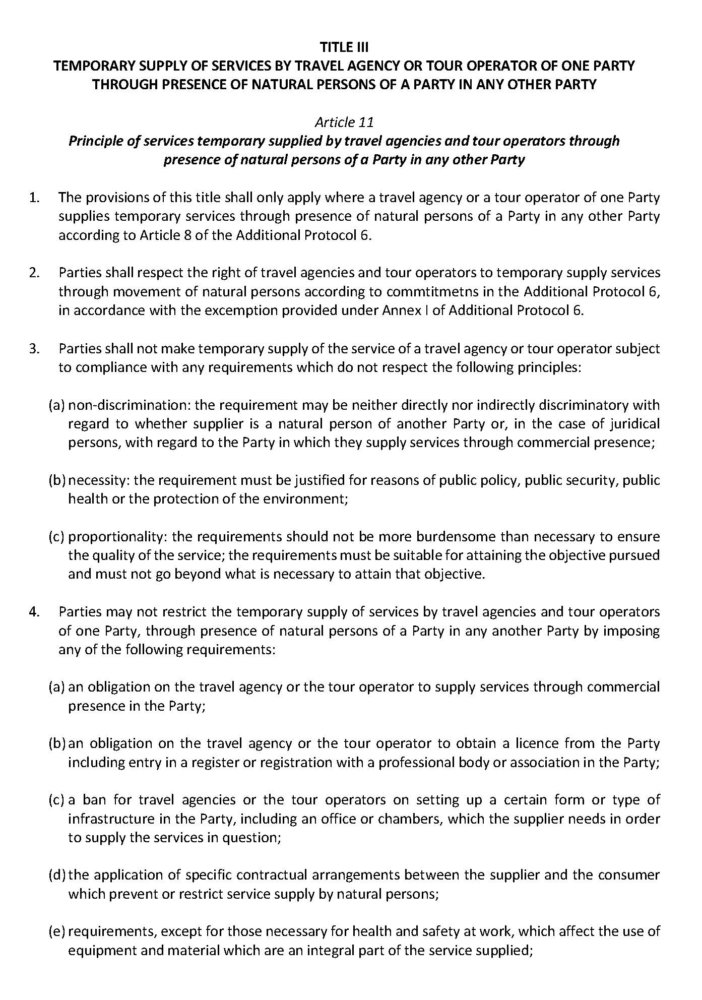 TITLE III
TEMPORARY SUPPLY OF SERVICES BY TRAVEL AGENCY OR TOUR OPERATOR OF ONE PARTY
THROUGH PRESENCE OF NATURAL PERSONS OF A PARTY IN ANY OTHER PARTY
Article 11
Principle of services temporary supplied by travel agencies and tour operators through
presence of natural persons of a Party in any other Party
1. The provisions of this title shall only apply where a travel agency or a tour operator of one Party
supplies temporary services through presence of natural persons of a Party in any other Party
according to Article 8 of the Additional Protocol 6.
2. Parties shall respect the right of travel agencies and tour operators to temporary supply services
through movement of natural persons according to commtitmetns in the Additional Protocol 6,
in accordance with the excemption provided under Annex I of Additional Protocol 6.
3. Parties shall not make temporary supply of the service of a travel agency or tour operator subject
to compliance with any requirements which do not respect the following principles:
(a) non-discrimination: the requirement may be neither directly nor indirectly discriminatory with
regard to whether supplier is a natural person of another Party or, in the case of juridical
persons, with regard to the Party in which they supply services through commercial presence;
(b) necessity: the requirement must be justified for reasons of public policy, public security, public
health or the protection of the environment;
(c) proportionality: the requirements should not be more burdensome than necessary to ensure
the quality of the service; the requirements must be suitable for attaining the objective pursued
and must not go beyond what is necessary to attain that objective.
4. Parties may not restrict the temporary supply of services by travel agencies and tour operators
of one Party, through presence of natural persons of a Party in any another Party by imposing
any of the following requirements:
(a) an obligation on the travel agency or the tour operator to supply services through commercial
presence in the Party;
(b) an obligation on the travel agency or the tour operator to obtain a licence from the Party
including entry in a register or registration with a professional body or association in the Party;
(c) a ban for travel agencies or the tour operators on setting up a certain form or type of
infrastructure in the Party, including an office or chambers, which the supplier needs in order
to supply the services in question;
(d) the application of specific contractual arrangements between the supplier and the consumer
which prevent or restrict service supply by natural persons;
(e) requirements, except for those necessary for health and safety at work, which affect the use of
equipment and material which are an integral part of the service supplied;